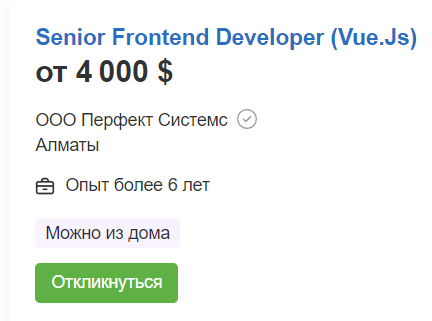 Senior Frontend Developer (Vue.Js)
от 4 000 $
ООО Перфект Системс
Алматы
Опыт более 6 лет
Можно из дома
Откликнуться